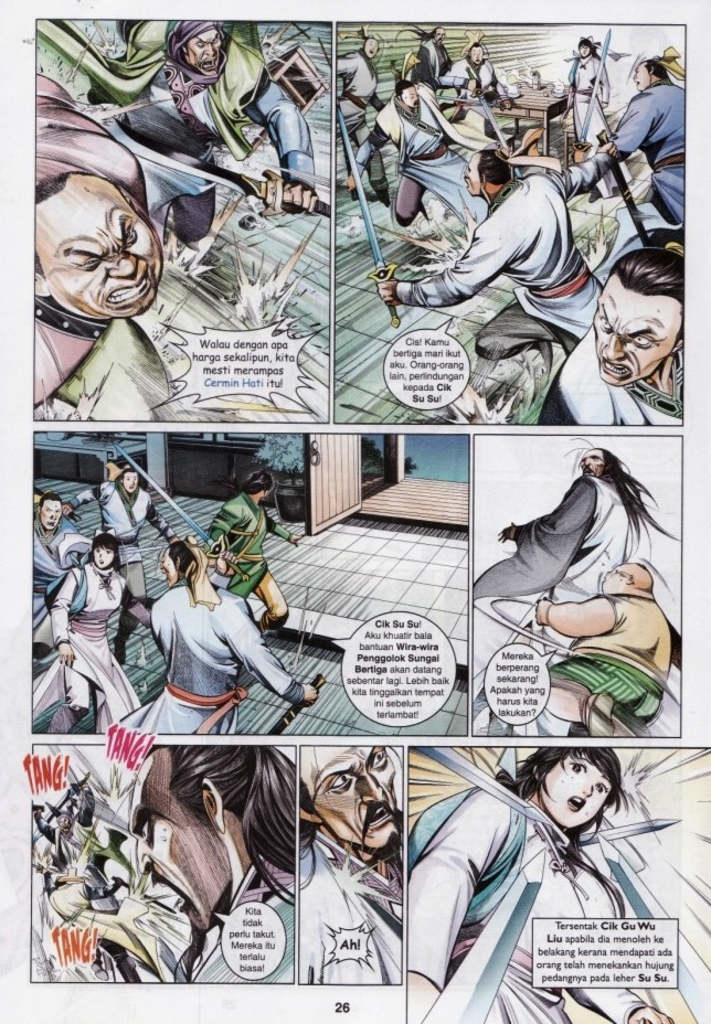 Walau dengan apa
harga sekalipun, kita
mesti merampas
Cermin Hati itu!
Cis! Kamu
bertiga mari ikut
aku. Orang-orang
lain, perlindungan
kepada Cik
Su Su!
Cik Su Su!
Aku khuatir bala
bantuan Wira-wira
Penggolok Sungai
Bertiga akan datang
sebentar lagi. Lebih baik
kita tinggalkan tempat
ini sebelum
terlambat!
Mereka
berperang
sekarang!
Apakah yang
harus kita
lakukan?
TANG!
TANG!
TANG!
Kita
tidak
perlu takut.
Mereka itu
terlalu
biasa!
Ah!
Tersentak Cik Gu Wu
Liu apabila dia menoleh ke
belakang kerana mendapati ada
orang telah menekankan hujung
pedangnya pada leher Su Su.
26